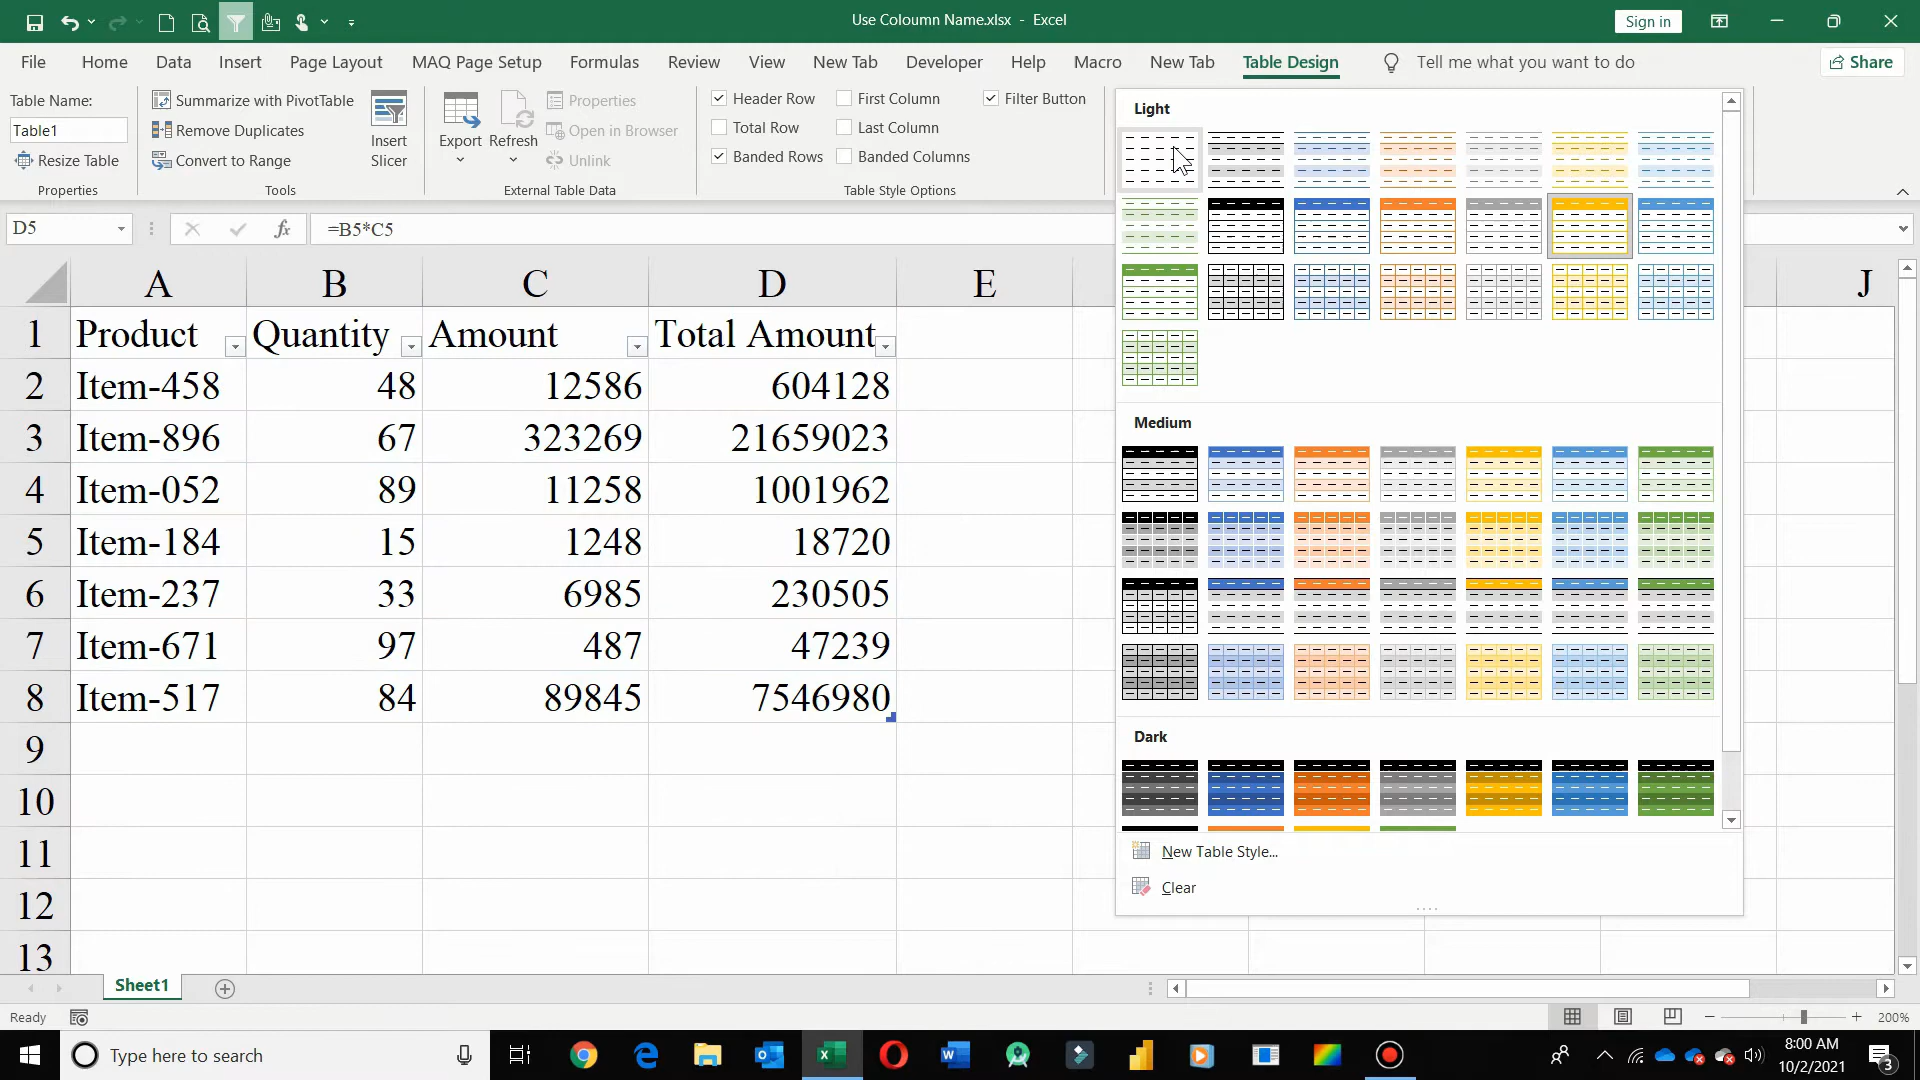 Use Coloumn Name.xlsx - Excel
Sign in
File Home Data Insert Page Layout MAQ Page Setup Formulas Review View New Tab Developer Help Macro New Tab Table Design Tell me what you want to do Share
Table Name:
Table1
Resize Table
Properties
Summarize with PivotTable
Remove Duplicates
Convert to Range
Insert Slicer
Tools
Export
Refresh
Properties
Open in Browser
Unlink
External Table Data
Header Row First Column Filter Button
Total Row Last Column
Banded Rows Banded Columns
Table Style Options
Light
Medium
Dark
New Table Style...
Clear
D5 fx =B5*C5
A B C D E J
1 Product Quantity Amount Total Amount
2 Item-458 48 12586 604128
3 Item-896 67 323269 21659023
4 Item-052 89 11258 1001962
5 Item-184 15 1248 18720
6 Item-237 33 6985 230505
7 Item-671 97 487 47239
8 Item-517 84 89845 7546980
9
10
11
12
13
Sheet1
Ready
200%
Type here to search
8:00 AM
10/2/2021
3